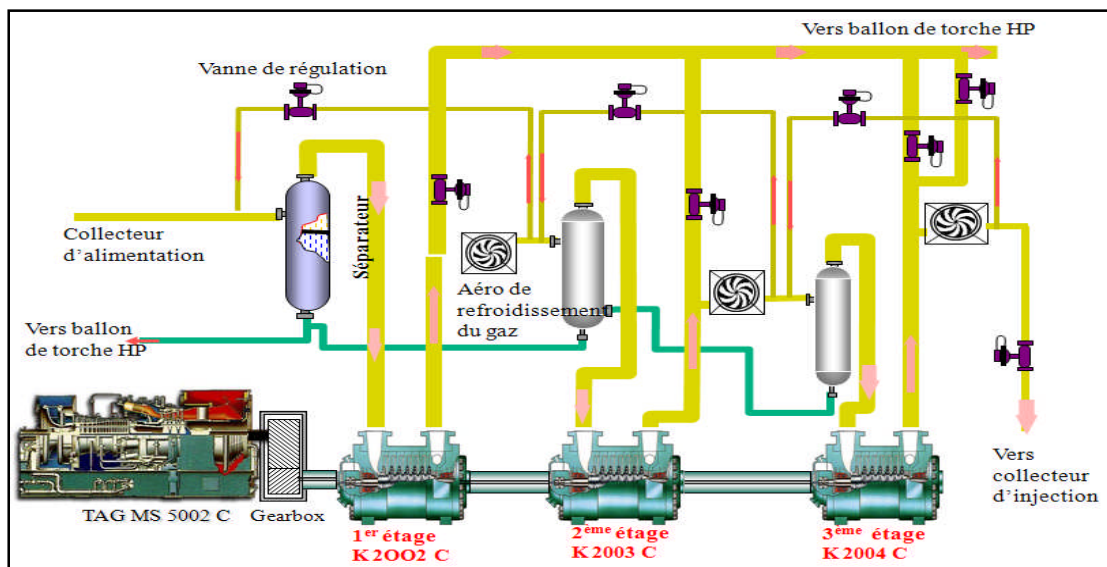 Vers ballon de torche HP
Vanne de régulation
Collecteur
d'alimentation
Séparateur
Aéro de
refroidissement
du gaz
Vers ballon
de torche HP
Vers
collecteur
d'injection
TAG MS 5002 C
Gearbox
1er étage
K 2OO2 C
2ème étage
K 2003 C
3ème étage
K 2004 C